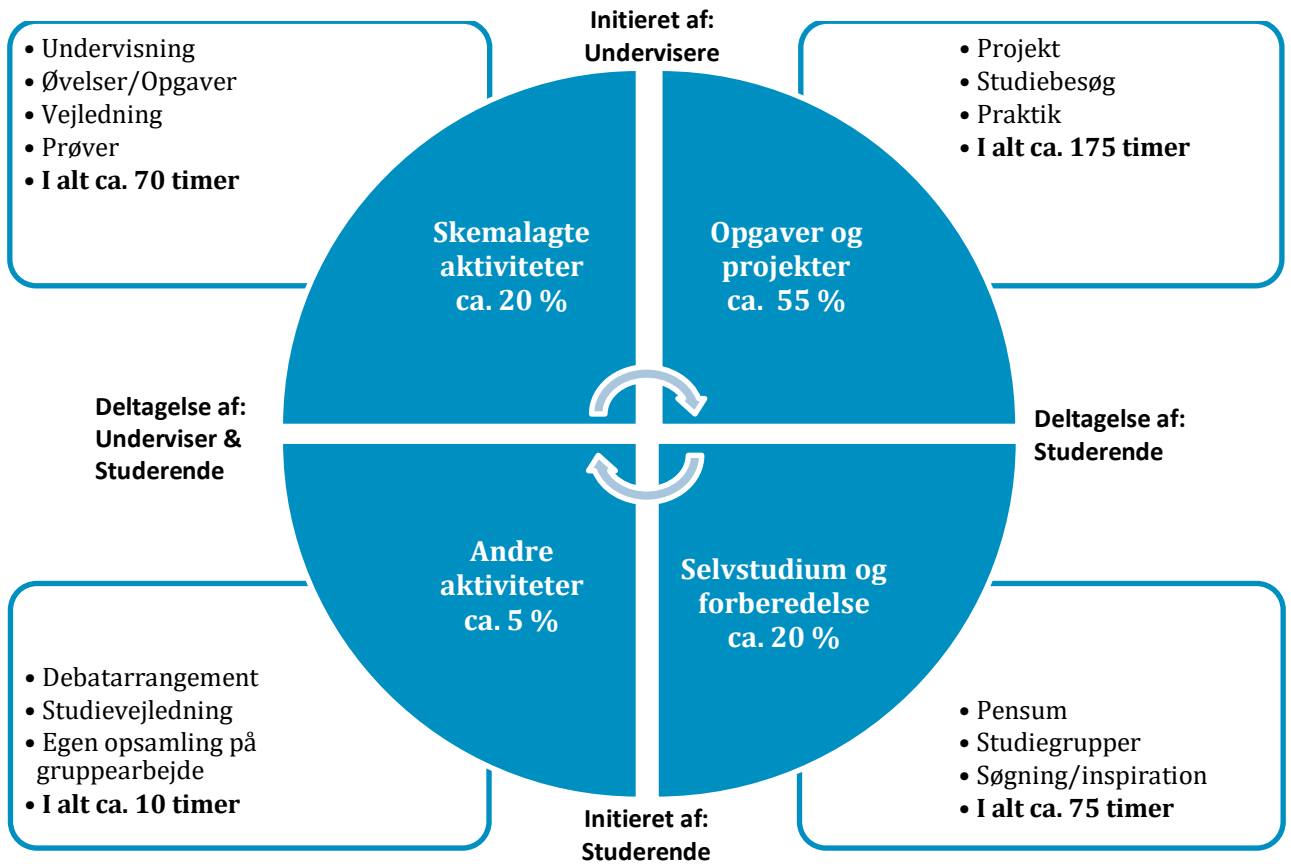 Initieret af:
Undervisere
• Undervisning
• Øvelser/Opgaver
• Vejledning
• Prøver
• I alt ca. 70 timer
• Projekt
• Studiebesøg
• Praktik
• I alt ca. 175 timer
Skemalagte
aktiviteter
ca. 20 %
Opgaver og
projekter
ca. 55 %
Deltagelse af:
Underviser &
Studerende
Deltagelse af:
Studerende
Andre
aktiviteter
ca. 5 %
Selvstudium og
forberedelse
ca. 20 %
• Debatarrangement
• Studievejledning
• Egen opsamling på
gruppearbejde
• I alt ca. 10 timer
• Pensum
• Studiegrupper
• Søgning/inspiration
• I alt ca. 75 timer
Initieret af:
Studerende